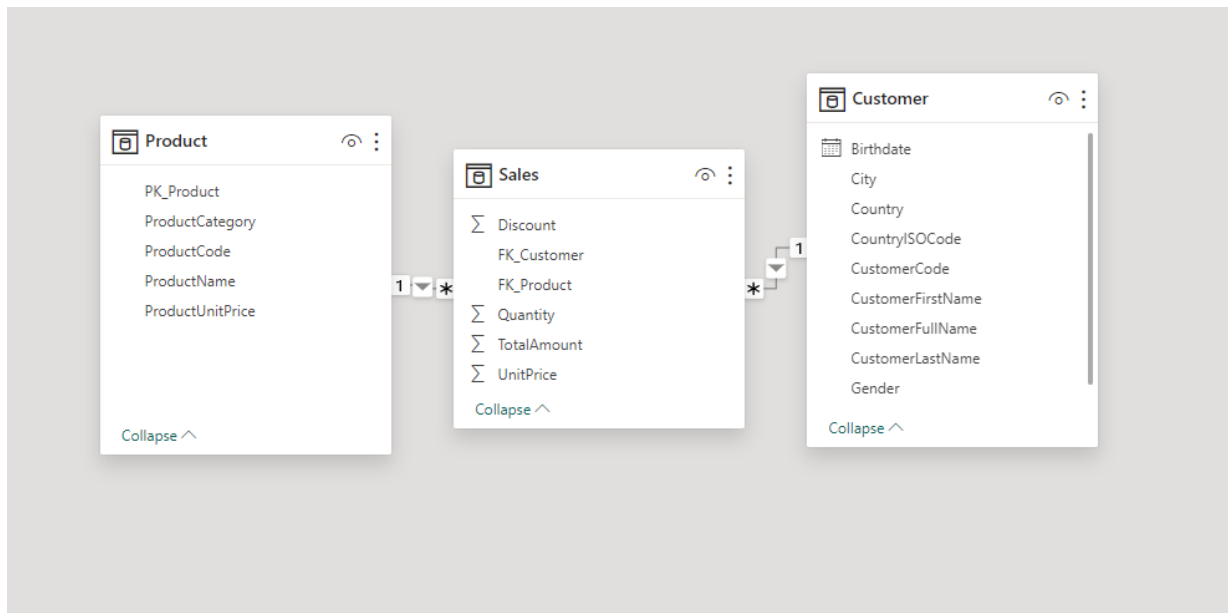 Product
PK_Product
ProductCategory
ProductCode
ProductName
ProductUnitPrice
Collapse
1
*
Sales
Discount
FK_Customer
FK_Product
Quantity
TotalAmount
UnitPrice
Collapse
*
1
Customer
Birthdate
City
Country
CountryISOCode
CustomerCode
CustomerFirstName
CustomerFullName
CustomerLastName
Gender
Collapse